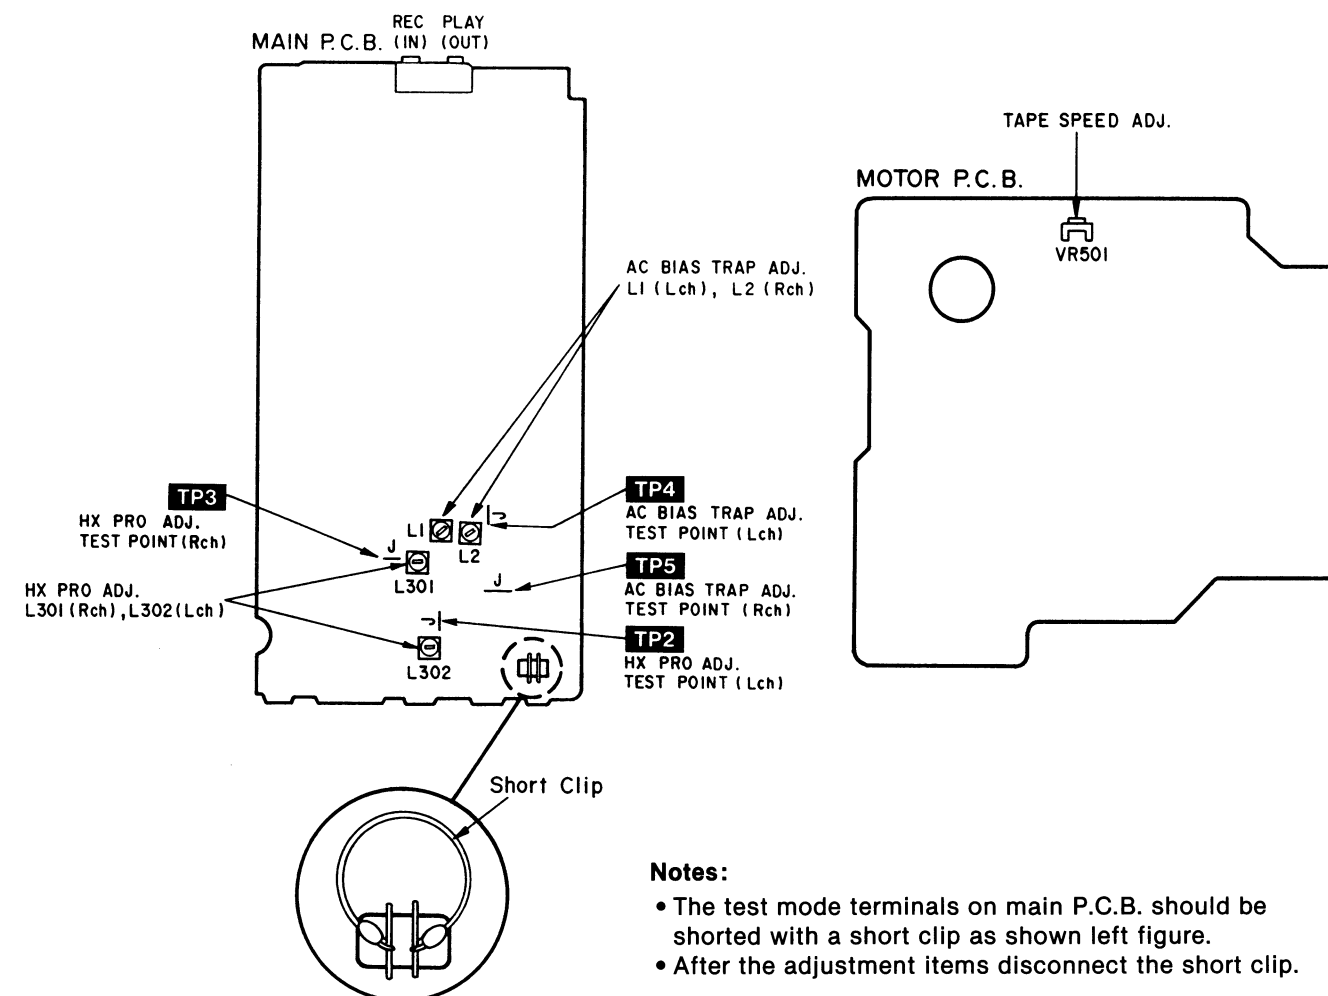 REC PLAY
MAIN P.C.B. (IN) (OUT)
TAPE SPEED ADJ.
MOTOR P.C.B.
VR501
AC BIAS TRAP ADJ.
L1 (Lch), L2 (Rch)
TP3
HX PRO ADJ.
TEST POINT (Rch)
L1
L2
J
TP4
AC BIAS TRAP ADJ.
TEST POINT (Lch)
J
L301
J
TP5
AC BIAS TRAP ADJ.
TEST POINT (Rch)
HX PRO ADJ.
L301 (Rch), L302 (Lch)
J
L302
TP2
HX PRO ADJ.
TEST POINT (Lch)
Short Clip
Notes:
• The test mode terminals on main P.C.B. should be
shorted with a short clip as shown left figure.
• After the adjustment items disconnect the short clip.